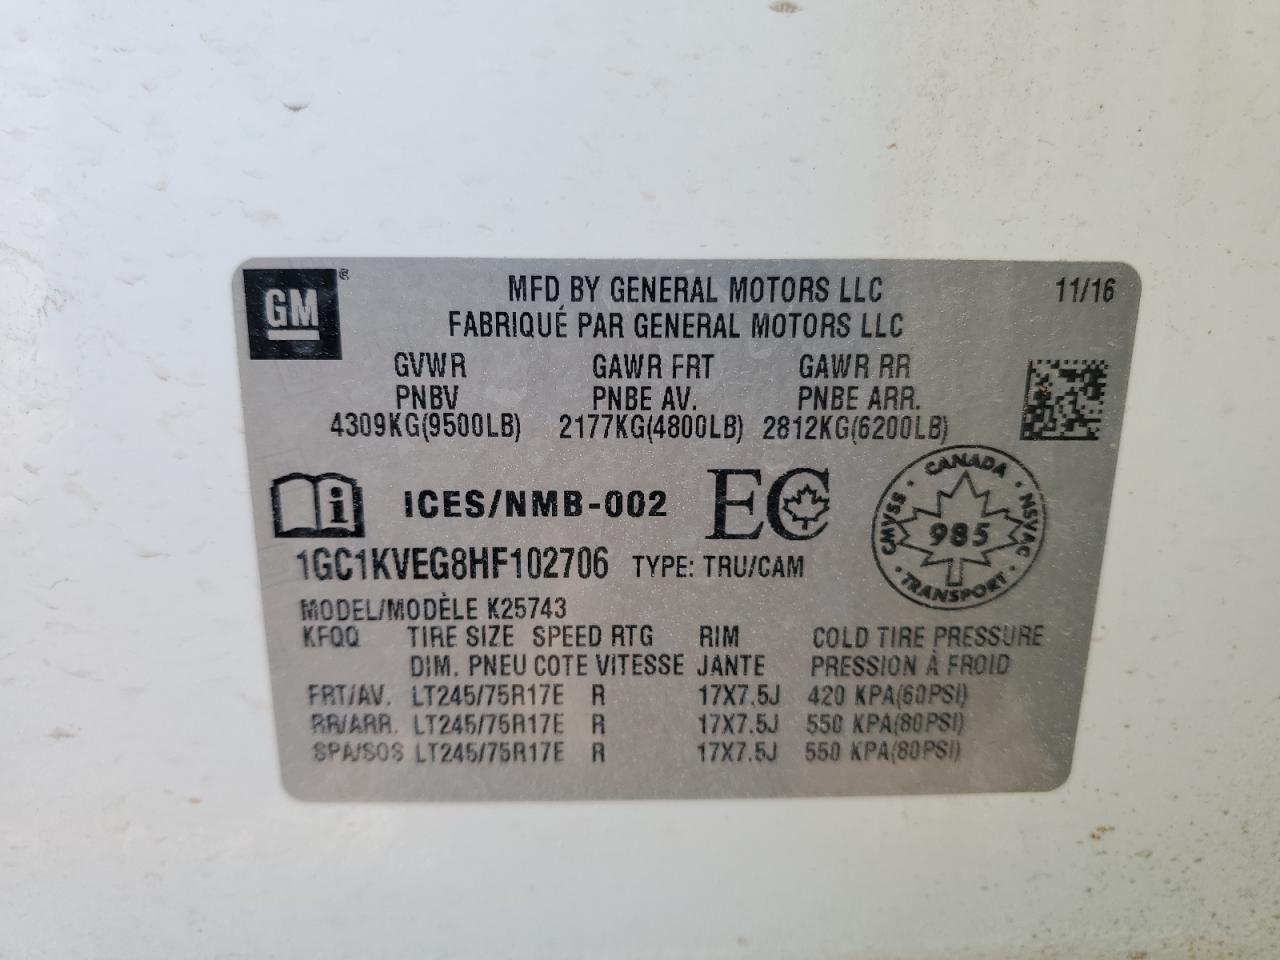 GM ® MFD BY GENERAL MOTORS LLC 11/16
FABRIQUÉ PAR GENERAL MOTORS LLC
GVWR GAWR FRT GAWR RR
PNBV PNBE AV. PNBE ARR.
4309KG(9500LB) 2177KG(4800LB) 2812KG(6200LB)
i ICES/NMB-002 EC
CANADA
CMVSS 985 NSVAC
TRANSPORT
1GC1KVEG8HF102706 TYPE: TRU/CAM
MODEL/MODÈLE K25743
KFQQ TIRE SIZE SPEED RTG RIM COLD TIRE PRESSURE
DIM. PNEU COTE VITESSE JANTE PRESSION À FROID
FRT/AV. LT245/75R17E R 17X7.5J 420 KPA(60PSI)
RR/ARR. LT245/75R17E R 17X7.5J 550 KPA(80PSI)
SPA/SOS LT245/75R17E R 17X7.5J 550 KPA(80PSI)